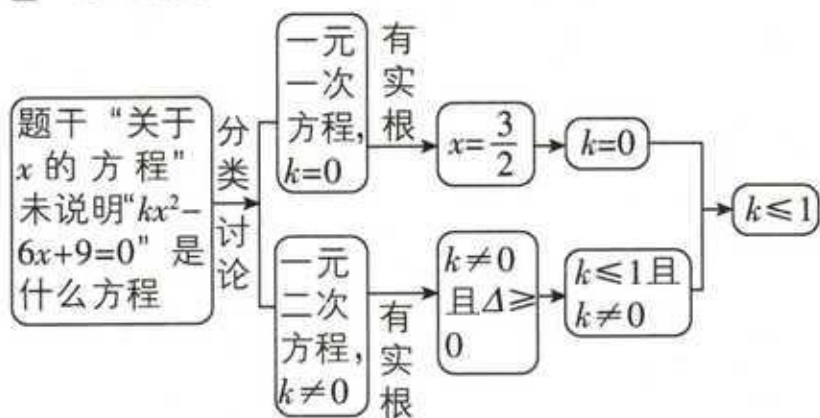 题干“关于
x的方程”
未说明“kx²-
6x+9=0”是
什么方程
分类讨论
一元
一次
方程,
k=0
有实根
x=3/2
k=0
一元
二次
方程,
k≠0
有实根
k≠0
且Δ≥
0
k≤1且
k≠0
k≤1